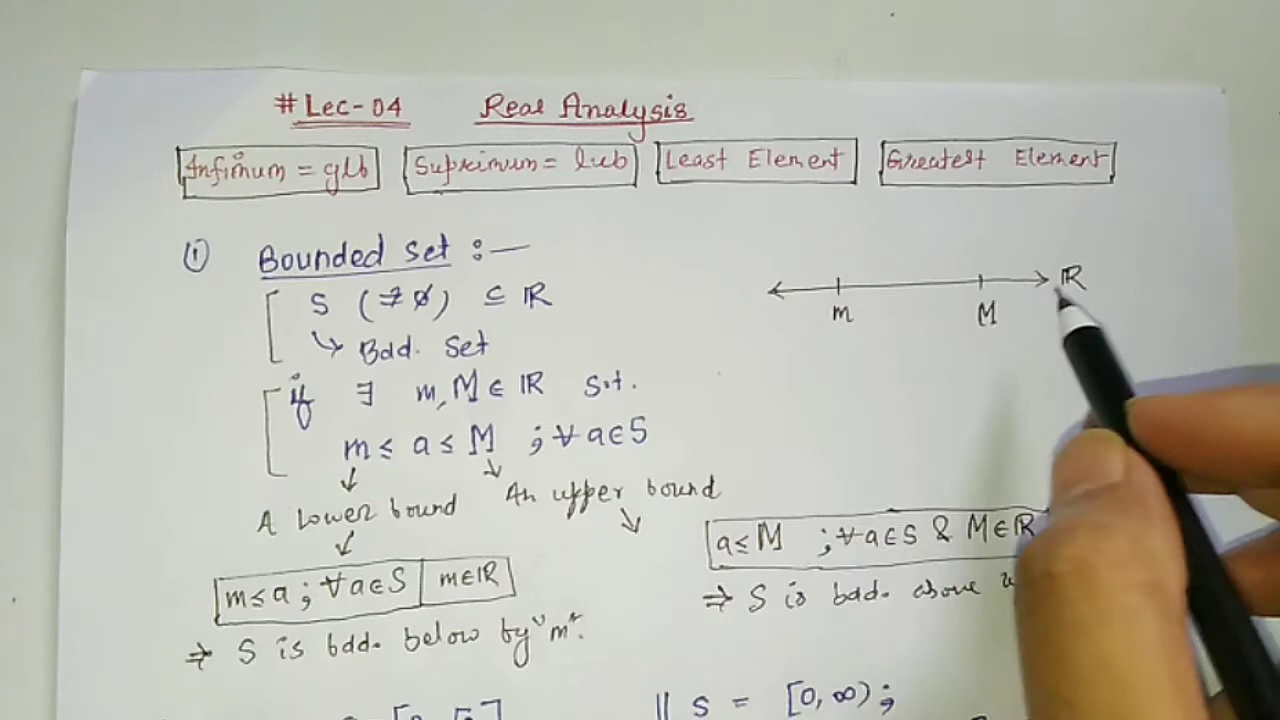 # Lec-04 Real Analysis
Infimum = glb Supremum = lub Least Element Greatest Element
① Bounded set :—
S (≠ ∅) ⊆ ℝ
↳ Bdd. Set
if ∃ m, M ∈ ℝ s.t.
m ≤ a ≤ M ; ∀ a ∈ S
A lower bound An upper bound
m ≤ a ; ∀ a ∈ S m ∈ ℝ
⇒ S is bdd. below by "m".
m M ℝ
a ≤ M ; ∀ a ∈ S & M ∈ ℝ
⇒ S is bdd. above
|| S = [0, ∞) ;